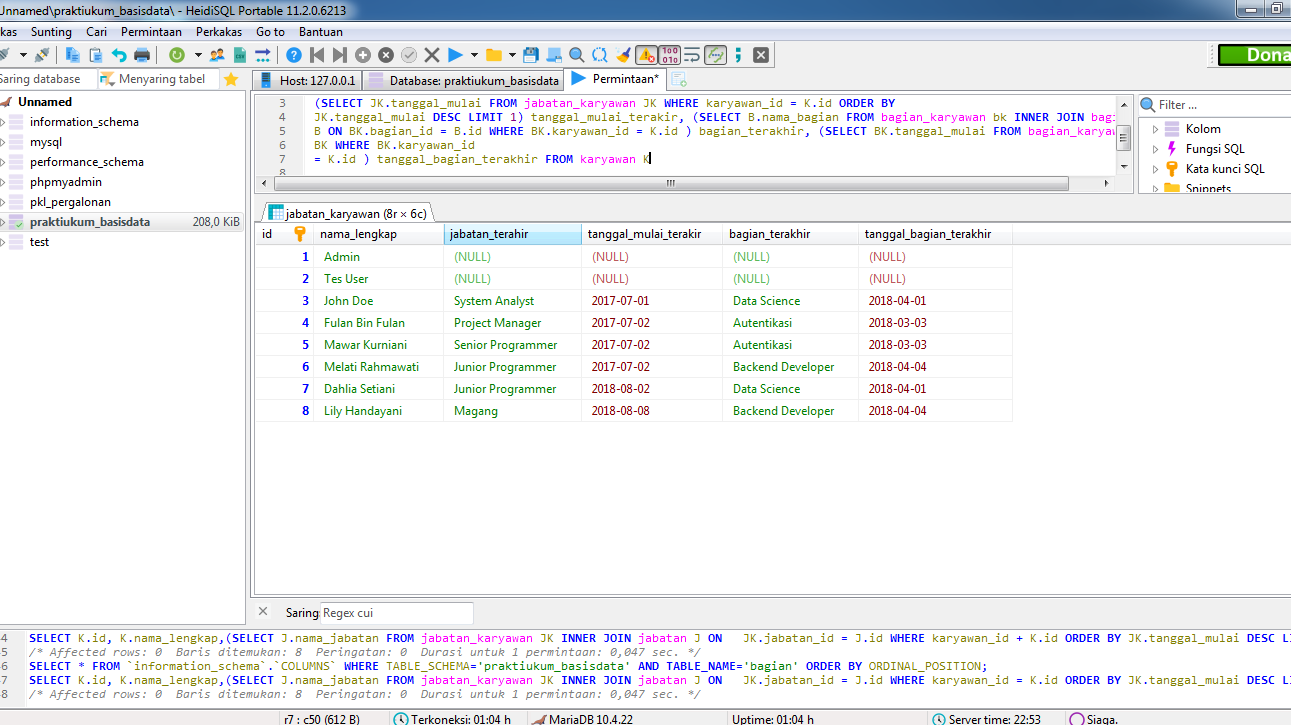 Unnamed\praktiukum_basisdata\ - HeidiSQL Portable 11.2.0.6213
kas Sunting Cari Permintaan Perkakas Go to Bantuan
Dona
Saring database Menyaring tabel Host: 127.0.0.1 Database: praktiukum_basisdata Permintaan*
Unnamed
information_schema
mysql
performance_schema
phpmyadmin
pkl_pergalonan
praktiukum_basisdata 208,0 KiB
test
3 (SELECT JK.tanggal_mulai FROM jabatan_karyawan JK WHERE karyawan_id = K.id ORDER BY
4 JK.tanggal_mulai DESC LIMIT 1) tanggal_mulai_terakir, (SELECT B.nama_bagian FROM bagian_karyawan bk INNER JOIN bagi
5 B ON BK.bagian_id = B.id WHERE BK.karyawan_id = K.id ) bagian_terakhir, (SELECT BK.tanggal_mulai FROM bagian_karyaw
6 BK WHERE BK.karyawan_id
7 = K.id ) tanggal_bagian_terakhir FROM karyawan K
8
Filter ...
Kolom
Fungsi SQL
Kata kunci SQL
Snippets
jabatan_karyawan (8r × 6c)
id nama_lengkap jabatan_terahir tanggal_mulai_terakir bagian_terakhir tanggal_bagian_terakhir
1 Admin (NULL) (NULL) (NULL) (NULL)
2 Tes User (NULL) (NULL) (NULL) (NULL)
3 John Doe System Analyst 2017-07-01 Data Science 2018-04-01
4 Fulan Bin Fulan Project Manager 2017-07-02 Autentikasi 2018-03-03
5 Mawar Kurniani Senior Programmer 2017-07-02 Autentikasi 2018-03-03
6 Melati Rahmawati Junior Programmer 2017-07-02 Backend Developer 2018-04-04
7 Dahlia Setiani Junior Programmer 2018-08-02 Data Science 2018-04-01
8 Lily Handayani Magang 2018-08-08 Backend Developer 2018-04-04
Saring: Regex cui
44 SELECT K.id, K.nama_lengkap,(SELECT J.nama_jabatan FROM jabatan_karyawan JK INNER JOIN jabatan J ON JK.jabatan_id = J.id WHERE karyawan_id + K.id ORDER BY JK.tanggal_mulai DESC LI
45 /* Affected rows: 0 Baris ditemukan: 8 Peringatan: 0 Durasi untuk 1 permintaan: 0,047 sec. */
46 SELECT * FROM `information_schema`.`COLUMNS` WHERE TABLE_SCHEMA='praktiukum_basisdata' AND TABLE_NAME='bagian' ORDER BY ORDINAL_POSITION;
47 SELECT K.id, K.nama_lengkap,(SELECT J.nama_jabatan FROM jabatan_karyawan JK INNER JOIN jabatan J ON JK.jabatan_id = J.id WHERE karyawan_id = K.id ORDER BY JK.tanggal_mulai DESC LI
48 /* Affected rows: 0 Baris ditemukan: 8 Peringatan: 0 Durasi untuk 1 permintaan: 0,047 sec. */
r7 : c50 (612 B) Terkoneksi: 01:04 h MariaDB 10.4.22 Uptime: 01:04 h Server time: 22:53 Siaga.